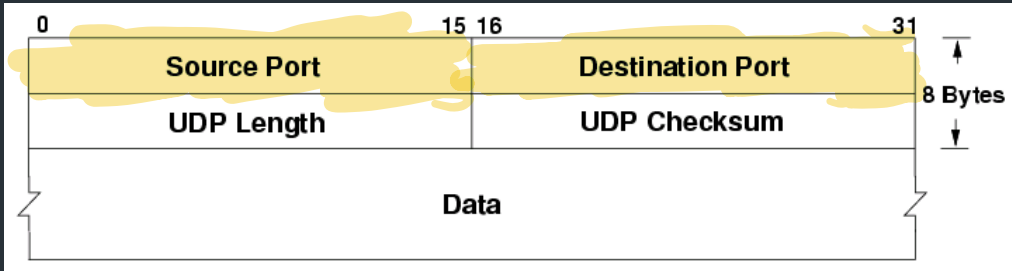 0 15 16 31
Source Port Destination Port
8 Bytes
UDP Length UDP Checksum
Data